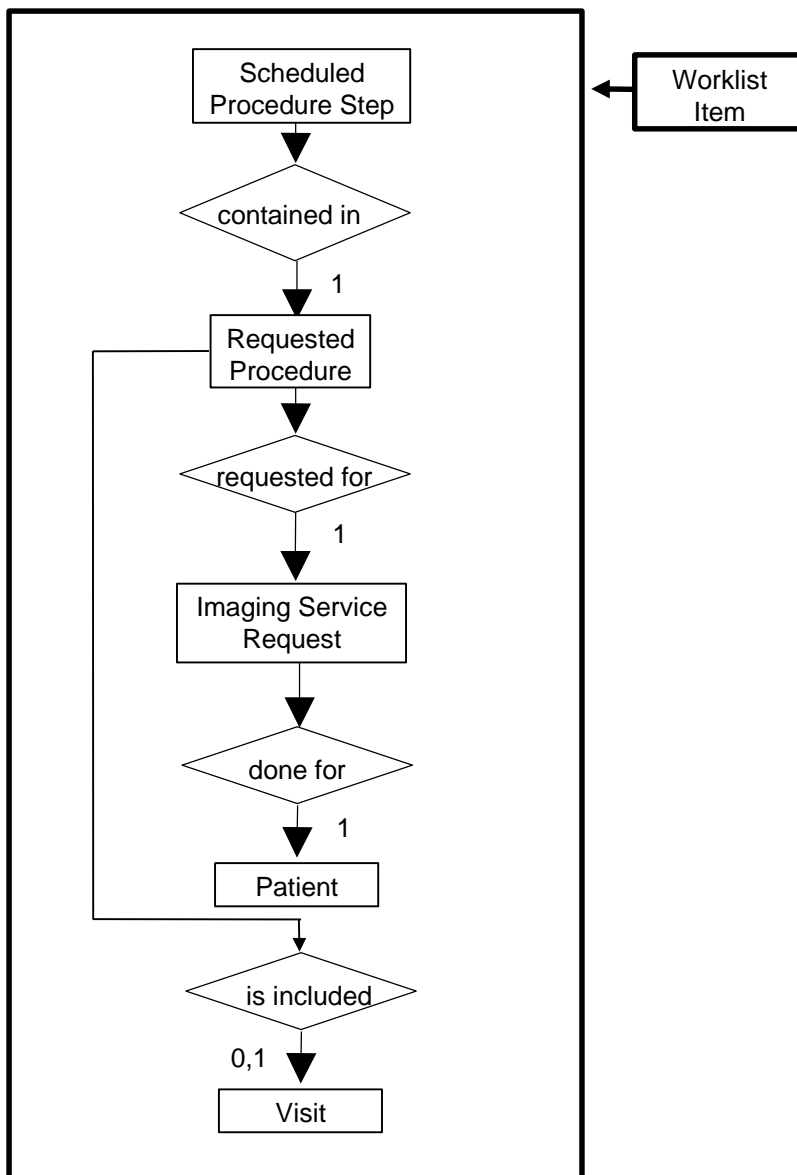 Scheduled
Procedure Step
Worklist
Item
contained in
1
Requested
Procedure
requested for
1
Imaging Service
Request
done for
1
Patient
is included
0,1
Visit